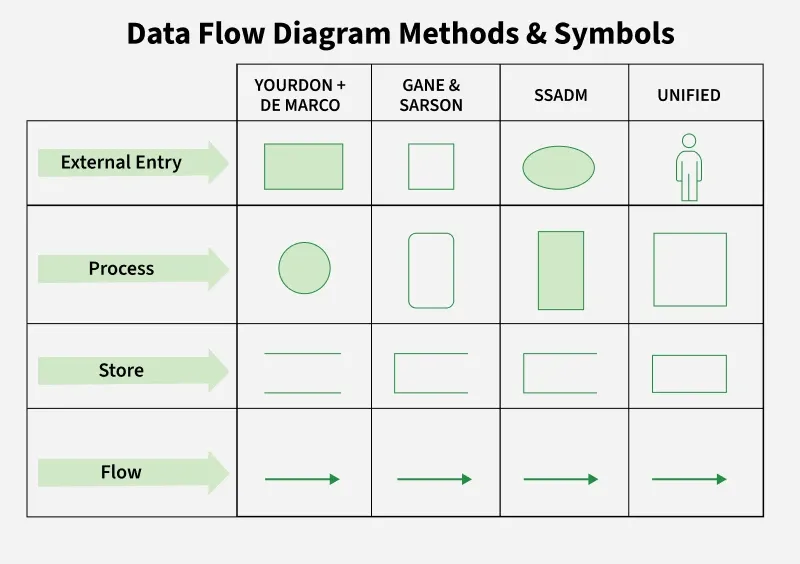 Data Flow Diagram Methods & Symbols
YOURDON +
DE MARCO
GANE &
SARSON
SSADM
UNIFIED
External Entry
Process
Store
Flow